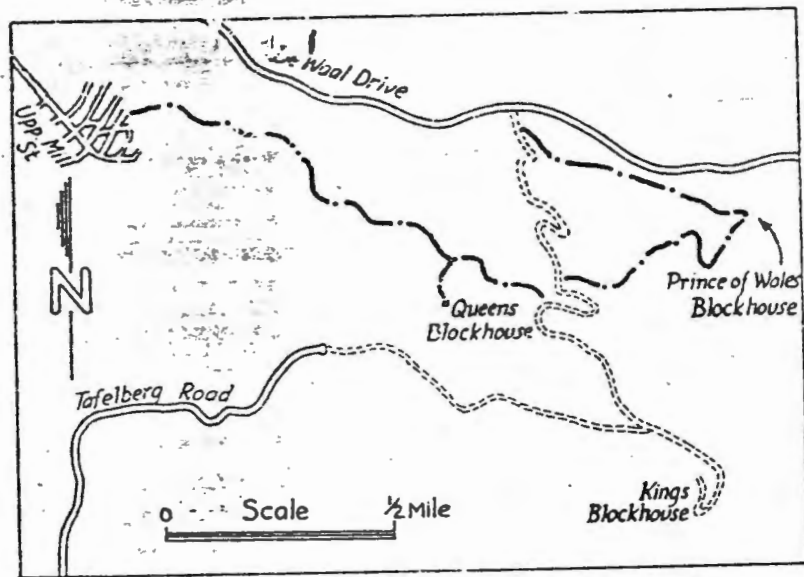 De Waal Drive
Upp. Mill
St
N
Prince of Wales
Blockhouse
Queens
Blockhouse
Tafelberg Road
Kings
Blockhouse
0 Scale ½ Mile